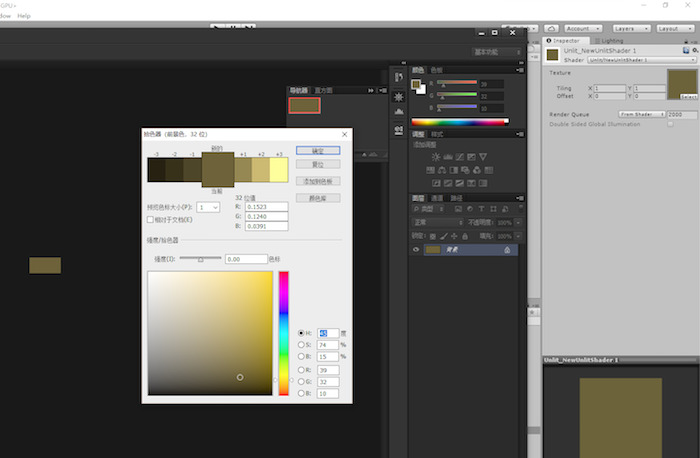 GPU>
Window Help
Account
Layers
Layout
基本功能
Inspector
Lighting
Unlit_NewUnlitShader 1
Shader
Unlit/NewUnlitShader 1
Texture
Tiling X 1 Y 1
Offset X 0 Y 0
Select
Render Queue From Shader 2000
Double Sided Global Illumination
导航器 直方图
颜色 色板
R 39
G 32
B 10
调整 样式
添加调整
图层 通道 路径
类型
正常 不透明度: 100%
锁定: 填充: 100%
背景
拾色器（前景色，32 位）
-3 -2 -1 新的 +1 +2 +3
当前
确定
复位
添加到色板
颜色库
预览色标大小(P): 1
相对于文档(E)
32 位值
R: 0.1523
G: 0.1240
B: 0.0391
强度/拾色器
强度(I): 0.00 色标
H: 45 度
S: 74 %
B: 15 %
R: 39
G: 32
B: 10
Unlit_NewUnlitShader 1